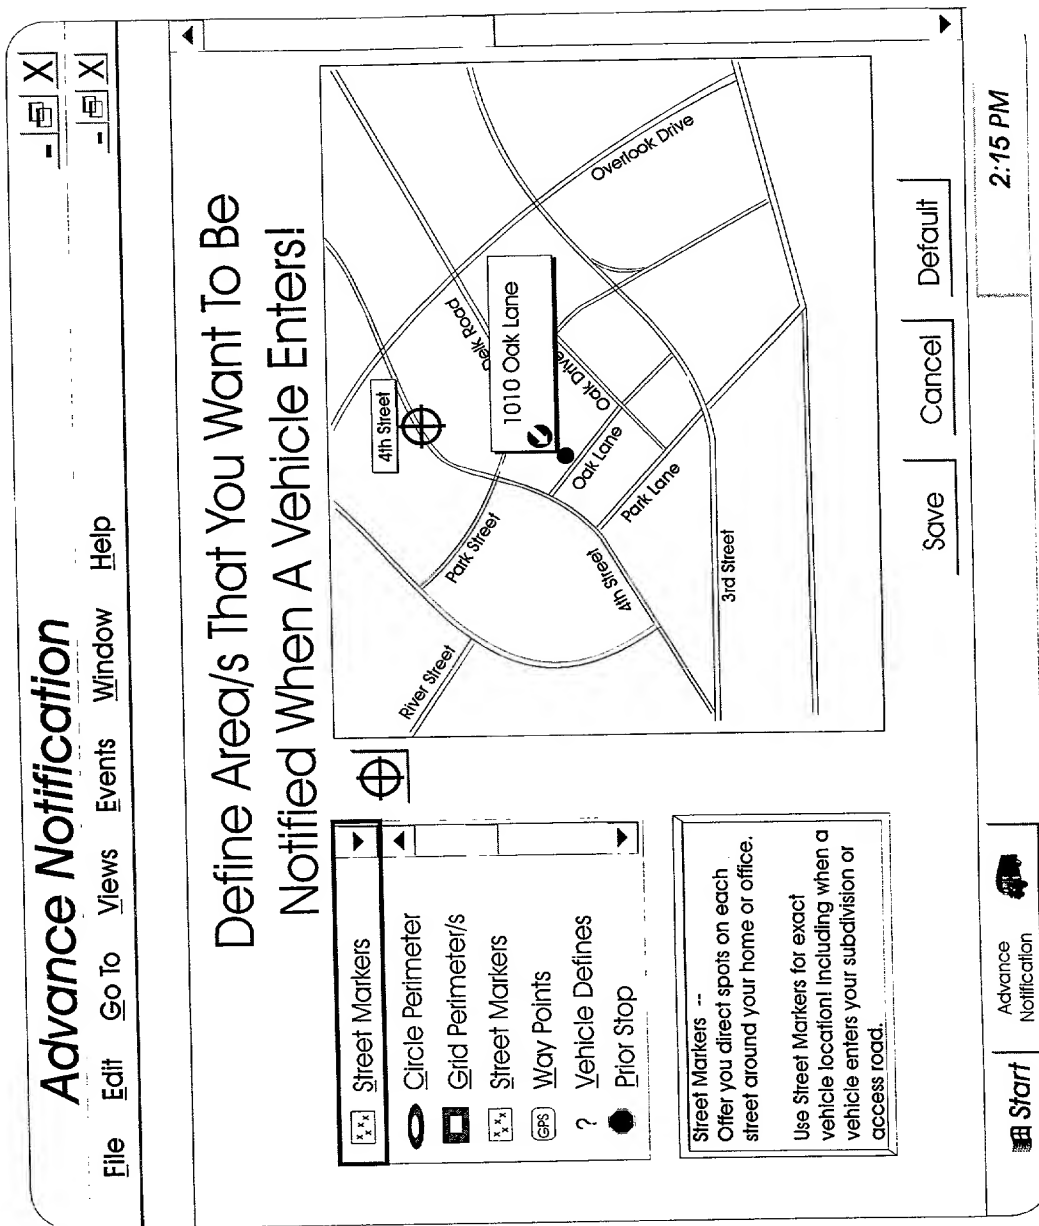 Advance Notification
File Edit Go To Views Events Window Help
Define Area/s That You Want To Be
Notified When A Vehicle Enters!
Street Markers
Circle Perimeter
Grid Perimeter/s
Street Markers
GPS Way Points
? Vehicle Defines
Prior Stop
Street Markers --
Offer you direct spots on each
street around your home or office.
Use Street Markers for exact
vehicle location! Including when a
vehicle enters your subdivision or
access road.
River Street
Park Street
4th Street
4th Street
1010 Oak Lane
Oak Lane
Oak Drive
Park Lane
3rd Street
Road
Overlook Drive
Save Cancel Default
Start
Advance
Notification
2:15 PM